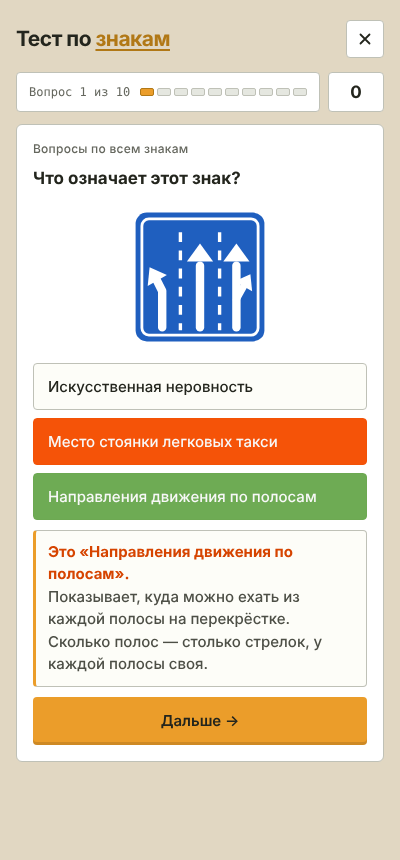 Тест по знакам
✕
Вопрос 1 из 10
0
Вопросы по всем знакам
Что означает этот знак?
Искусственная неровность
Место стоянки легковых такси
Направления движения по полосам
Это «Направления движения по
полосам».
Показывает, куда можно ехать из
каждой полосы на перекрёстке.
Сколько полос — столько стрелок, у
каждой полосы своя.
Дальше →